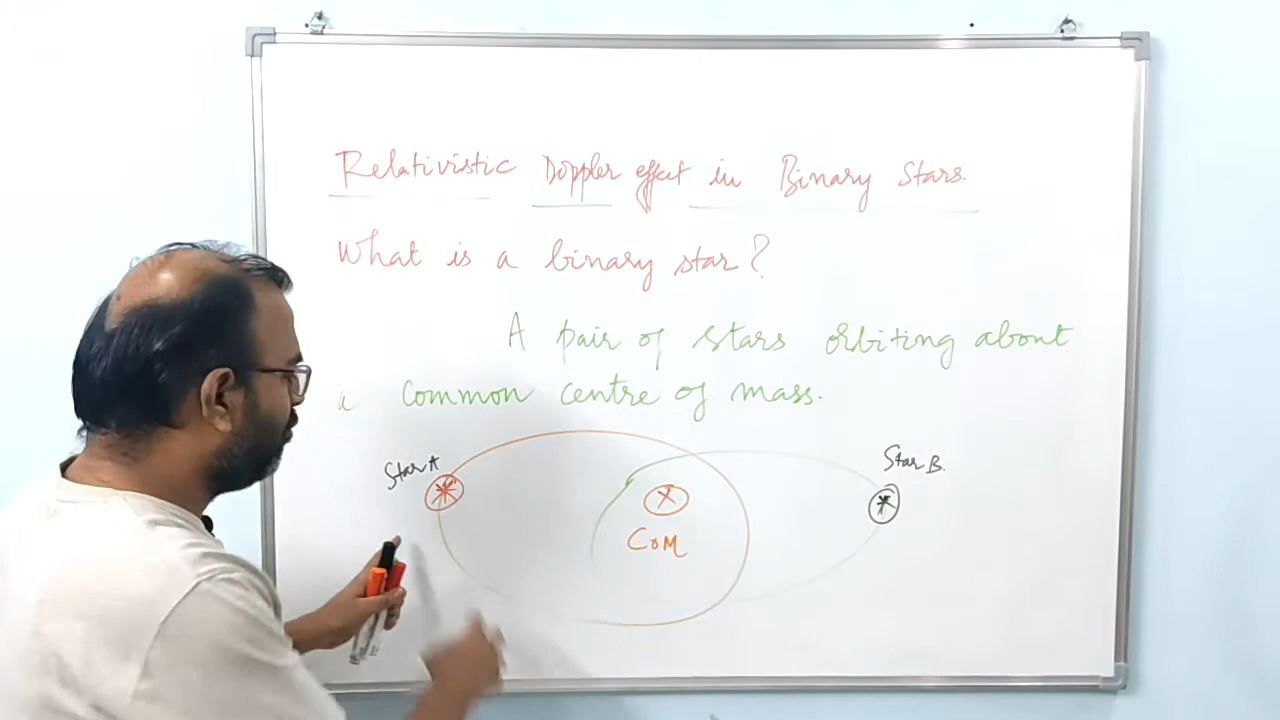 Relativistic Doppler effect in Binary Stars.
What is a binary star?
A pair of stars orbiting about
a common centre of mass.
Star A
Star B.
COM